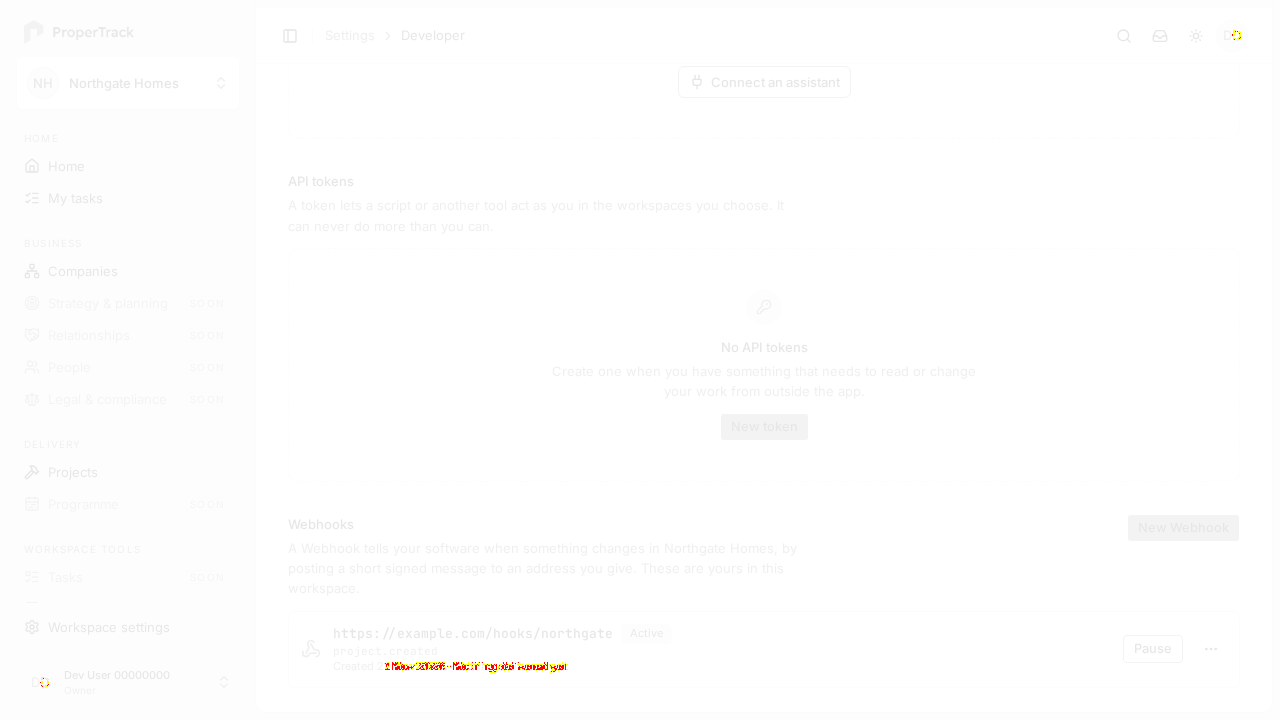 ProperTrack
NH Northgate Homes
HOME
Home
My tasks
BUSINESS
Companies
Strategy & planning SOON
Relationships SOON
People SOON
Legal & compliance SOON
DELIVERY
Projects
Programme SOON
WORKSPACE TOOLS
Tasks SOON
Workspace settings
Dev User 00000000
Owner
Settings > Developer
Connect an assistant
API tokens
A token lets a script or another tool act as you in the workspaces you choose. It
can never do more than you can.
No API tokens
Create one when you have something that needs to read or change
your work from outside the app.
New token
Webhooks
New Webhook
A Webhook tells your software when something changes in Northgate Homes, by
posting a short signed message to an address you give. These are yours in this
workspace.
https://example.com/hooks/northgate Active
project.created
Created
Pause